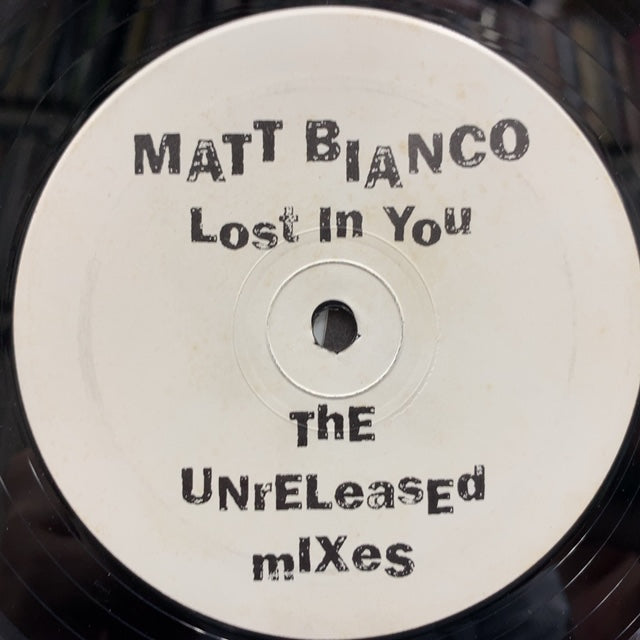 MATT BIANCO
Lost In You
ThE
UNrELeasEd
mIXes